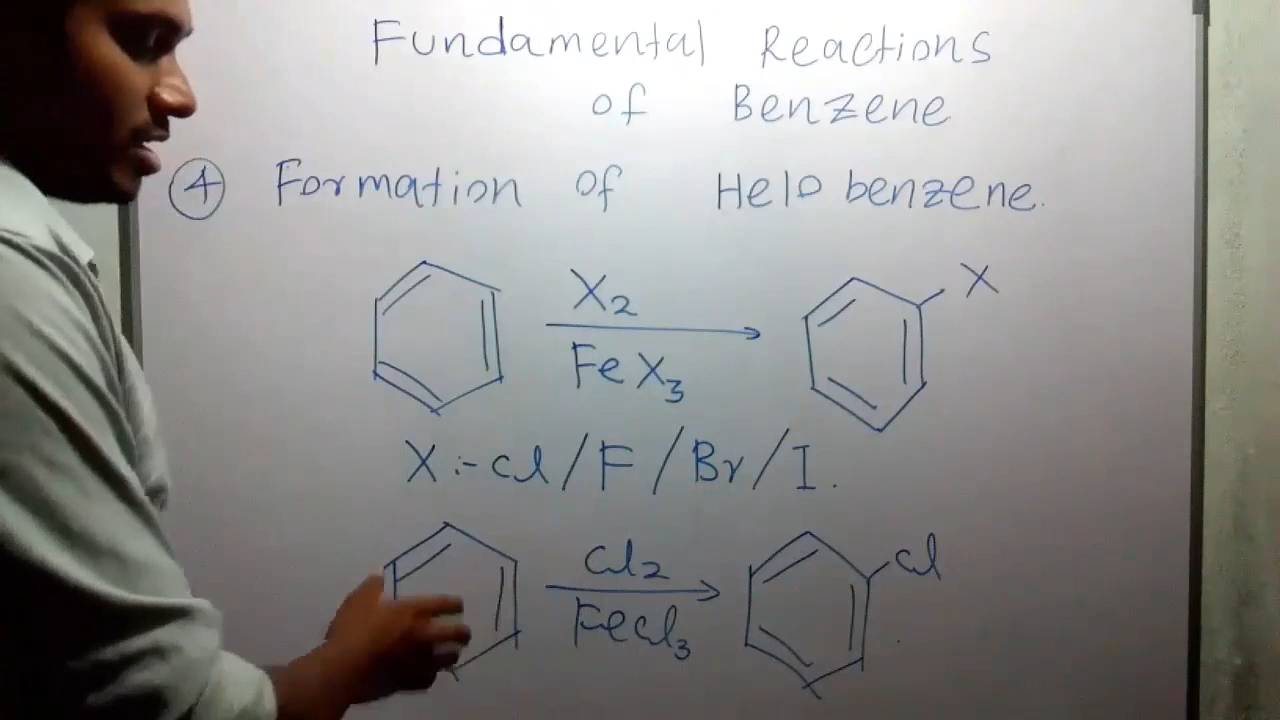 Fundamental Reactions
of Benzene
④ Formation of Helo benzene.
X2
X
FeX3
X :- Cl / F / Br / I.
Cl2
Cl
FeCl3